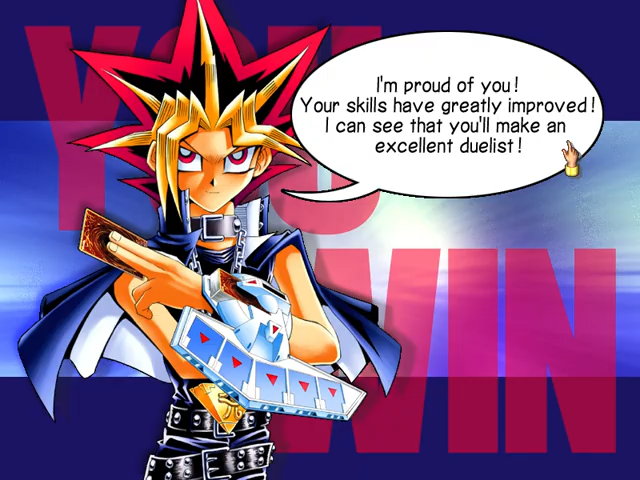 YOU
I'm proud of you!
Your skills have greatly improved!
I can see that you'll make an
excellent duelist!
WIN